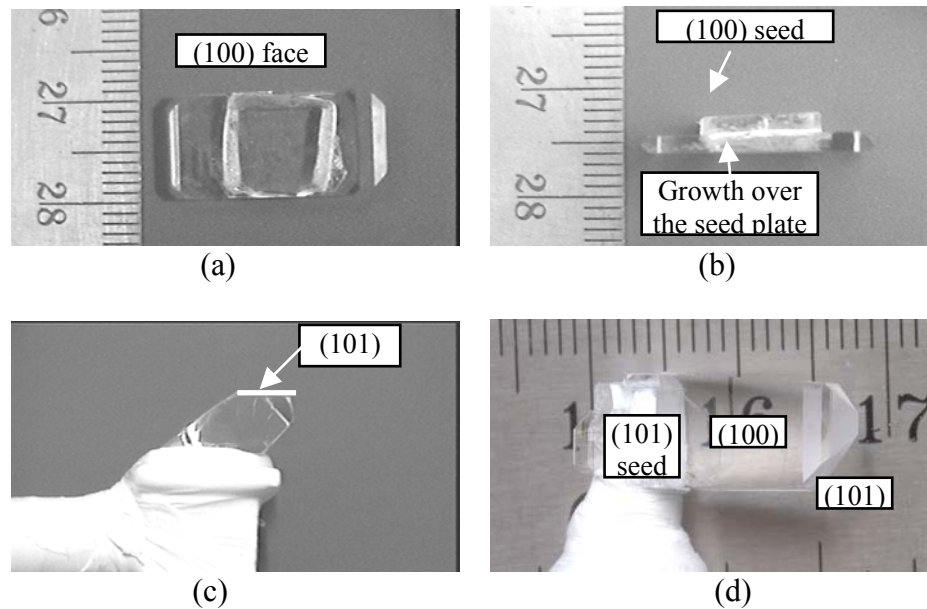 (100) face
26
27
28
(a)
(100) seed
27
28
Growth over
the seed plate
(b)
(101)
(c)
(101)
seed
(100)
(101)
16
17
(d)